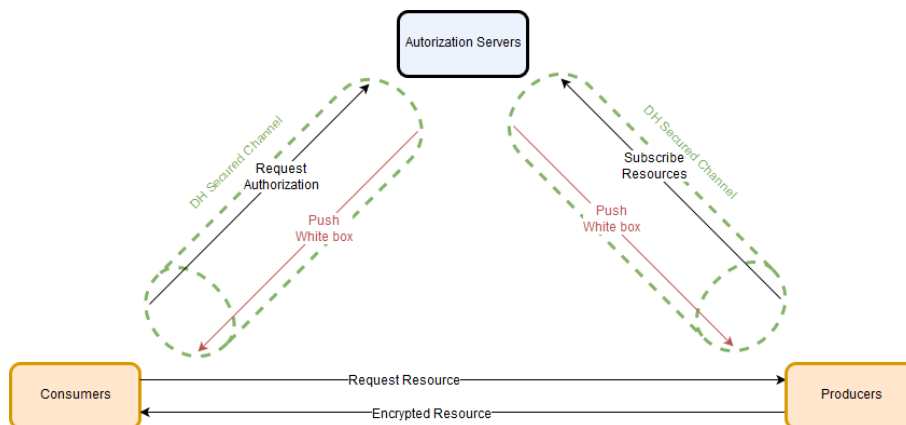 Autorization Servers
DH Secured Channel
Request
Authorization
Push
White box
DH Secured Channel
Subscribe
Resources
Push
White box
Consumers
Request Resource
Encrypted Resource
Producers